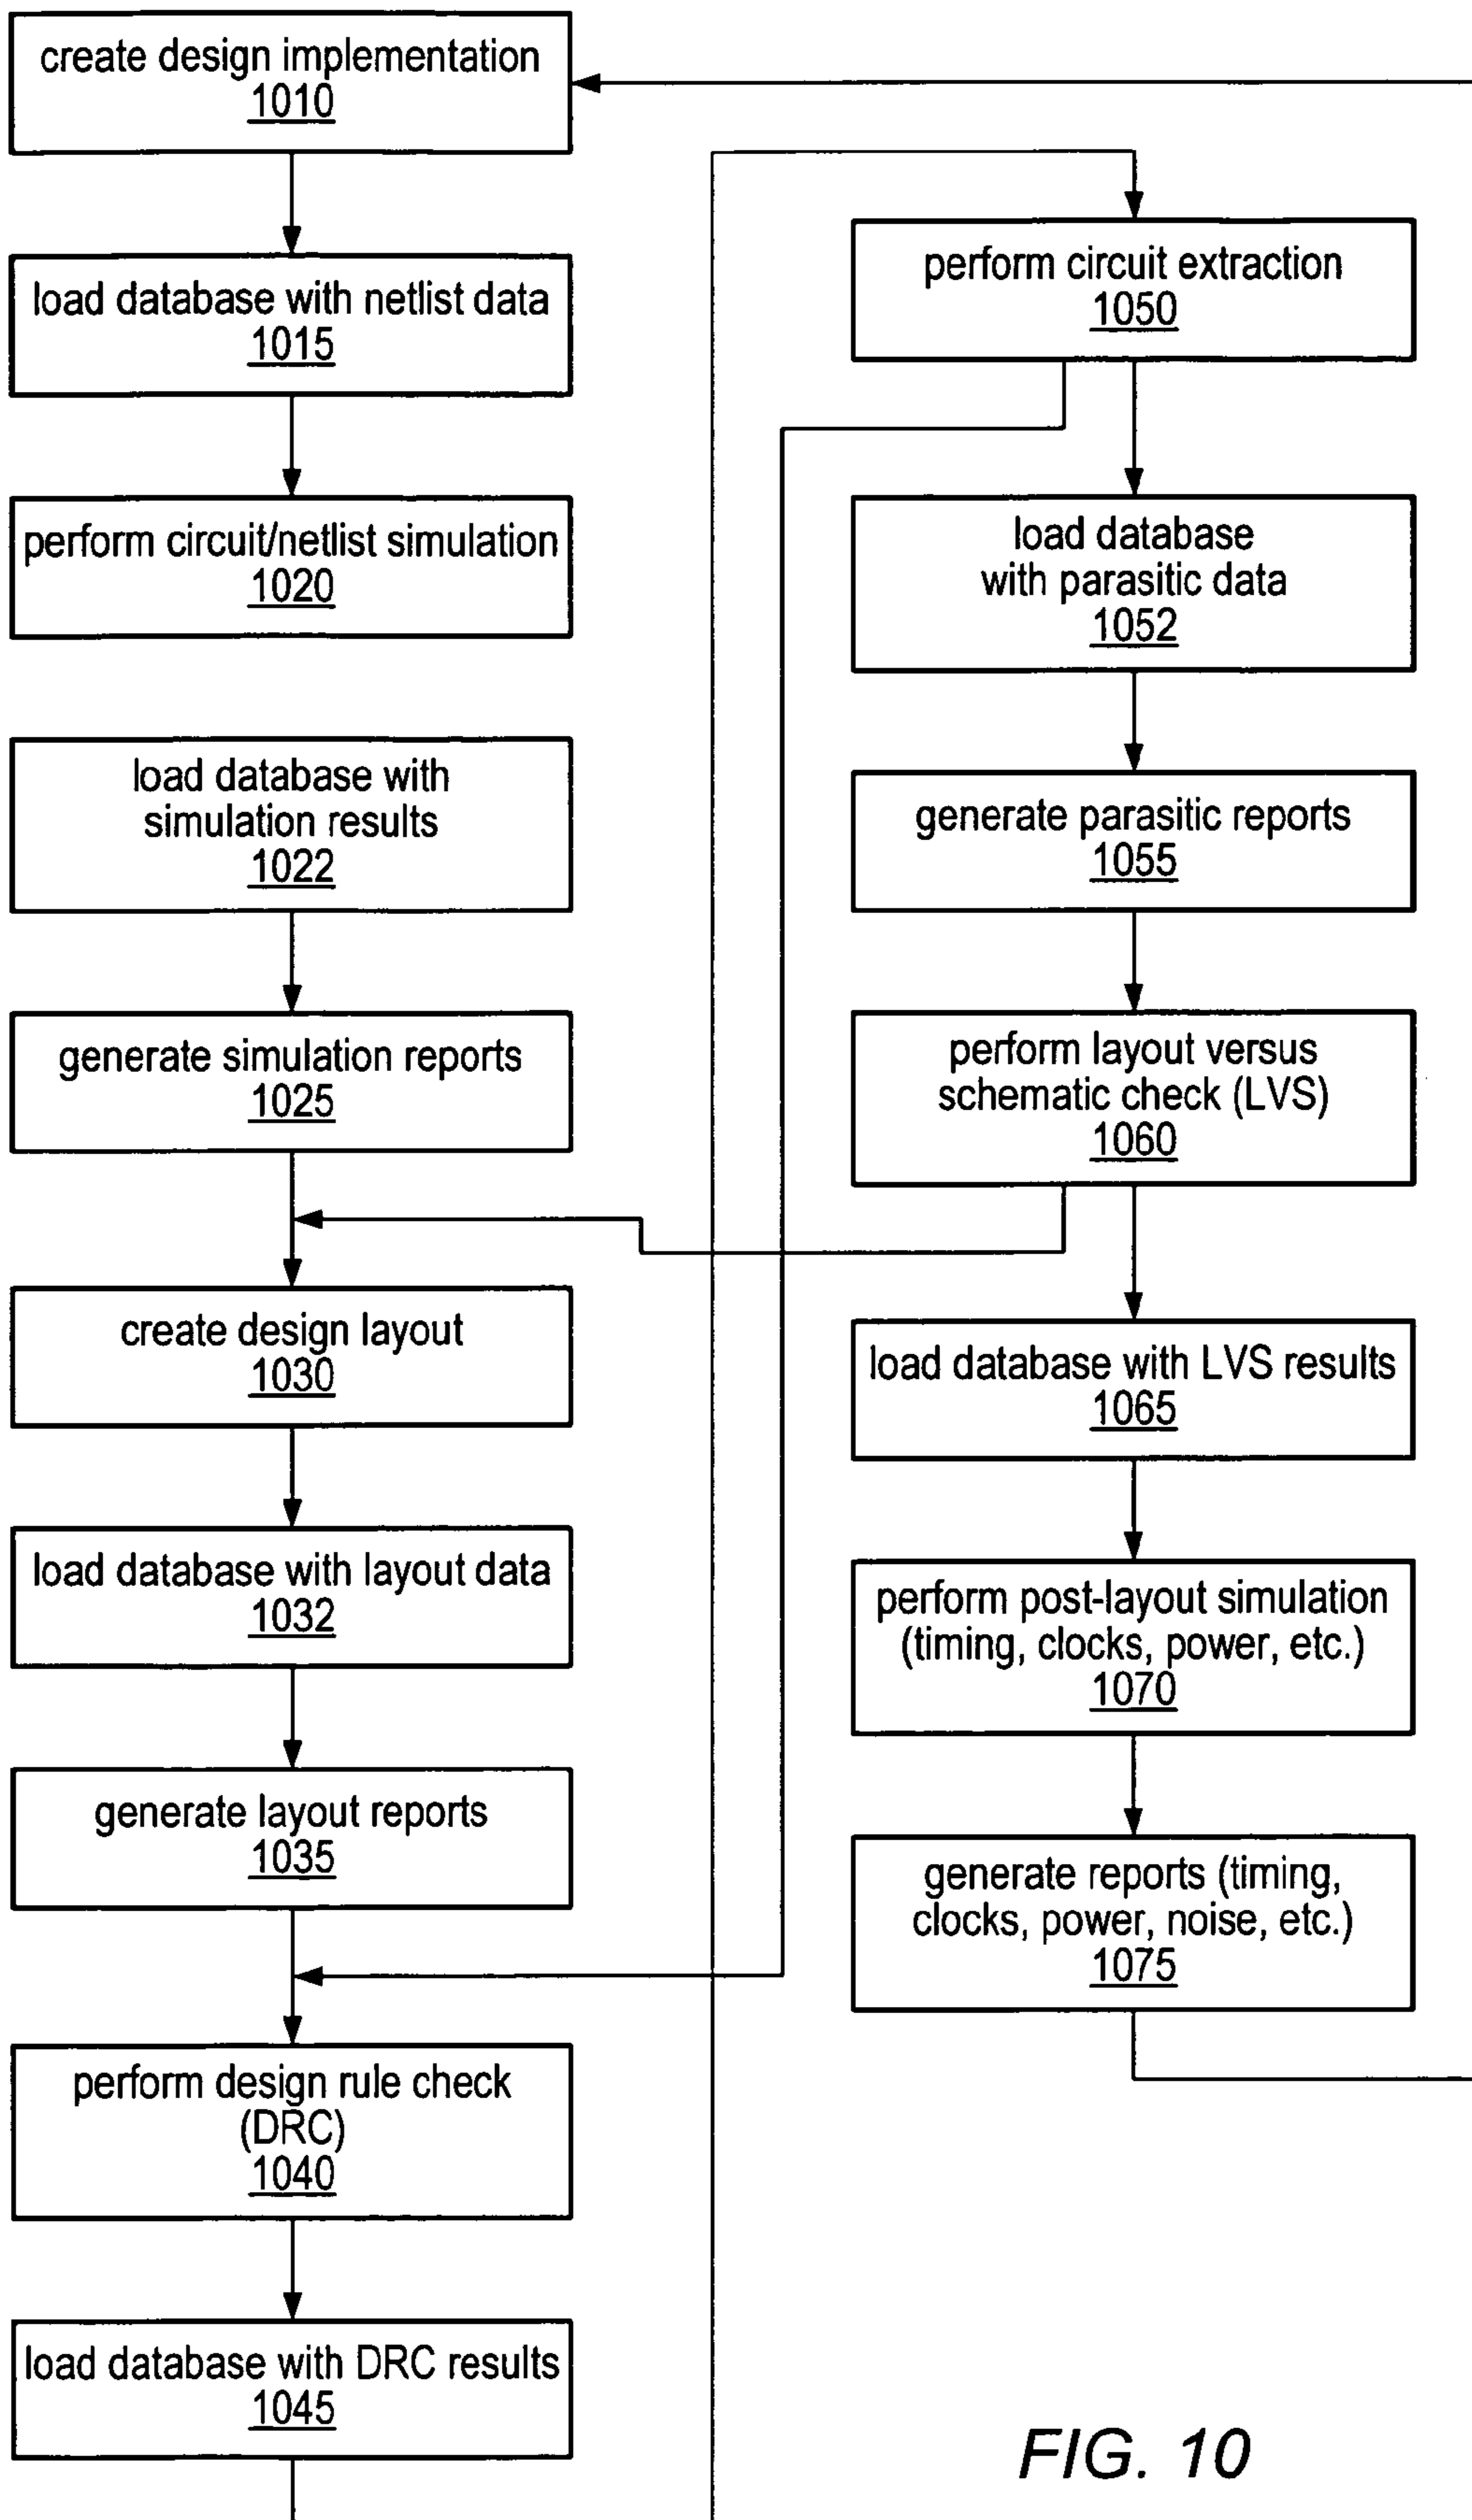 create design implementation
1010
load database with netlist data
1015
perform circuit/netlist simulation
1020
load database with
simulation results
1022
generate simulation reports
1025
create design layout
1030
load database with layout data
1032
generate layout reports
1035
perform design rule check
(DRC)
1040
load database with DRC results
1045
perform circuit extraction
1050
load database
with parasitic data
1052
generate parasitic reports
1055
perform layout versus
schematic check (LVS)
1060
load database with LVS results
1065
perform post-layout simulation
(timing, clocks, power, etc.)
1070
generate reports (timing,
clocks, power, noise, etc.)
1075
FIG. 10